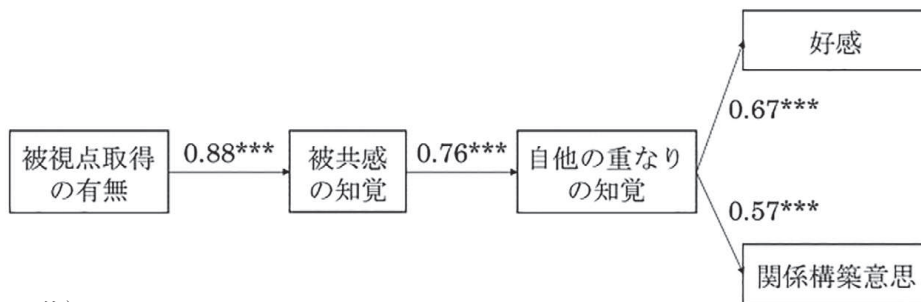 好感
0.67***
被視点取得
の有無
0.88***
被共感
の知覚
0.76***
自他の重なり
の知覚
0.57***
関係構築意思